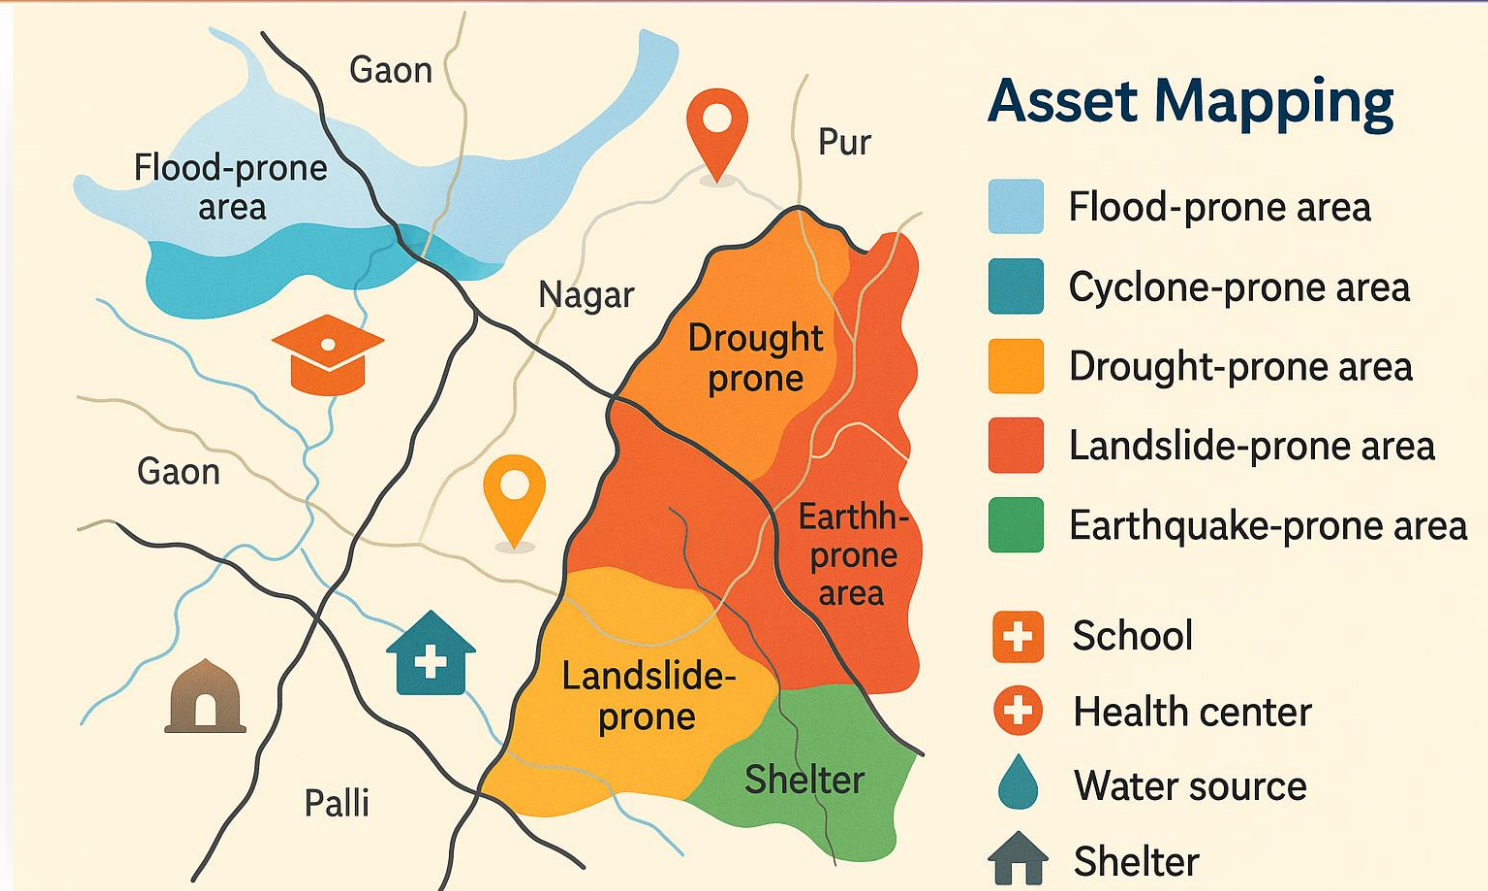 Gaon
Flood-prone
area
Pur
Nagar
Drought
prone
Gaon
Earthh-
prone
area
Landslide-
prone
Shelter
Palli
Asset Mapping
Flood-prone area
Cyclone-prone area
Drought-prone area
Landslide-prone area
Earthquake-prone area
School
Health center
Water source
Shelter